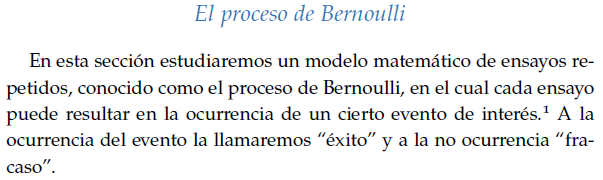 El proceso de Bernoulli
En esta sección estudiaremos un modelo matemático de ensayos re-
petidos, conocido como el proceso de Bernoulli, en el cual cada ensayo
puede resultar en la ocurrencia de un cierto evento de interés.¹ A la
ocurrencia del evento la llamaremos “éxito” y a la no ocurrencia “fra-
caso”.